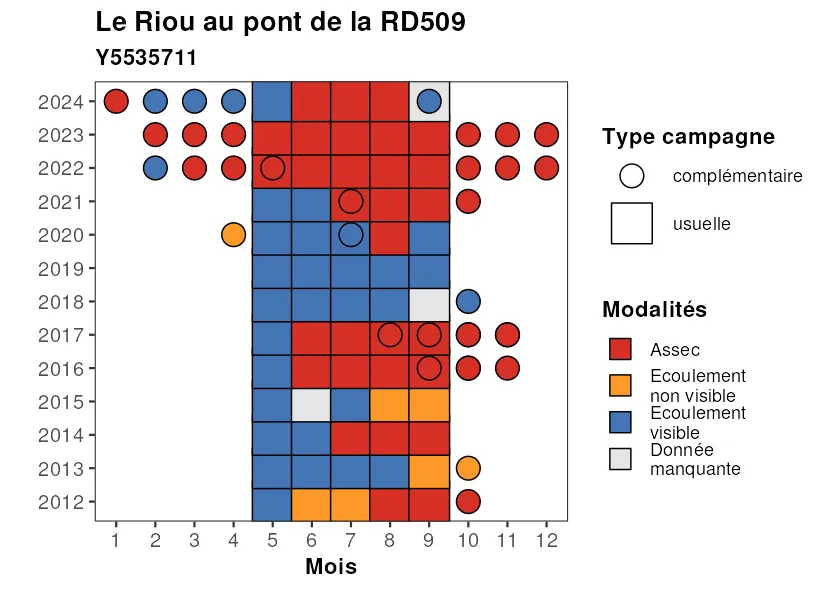 Le Riou au pont de la RD509
Y5535711
2024
2023
2022
2021
2020
2019
2018
2017
2016
2015
2014
2013
2012
1 2 3 4 5 6 7 8 9 10 11 12
Mois
Type campagne
complémentaire
usuelle
Modalités
Assec
Ecoulement
non visible
Ecoulement
visible
Donnée
manquante